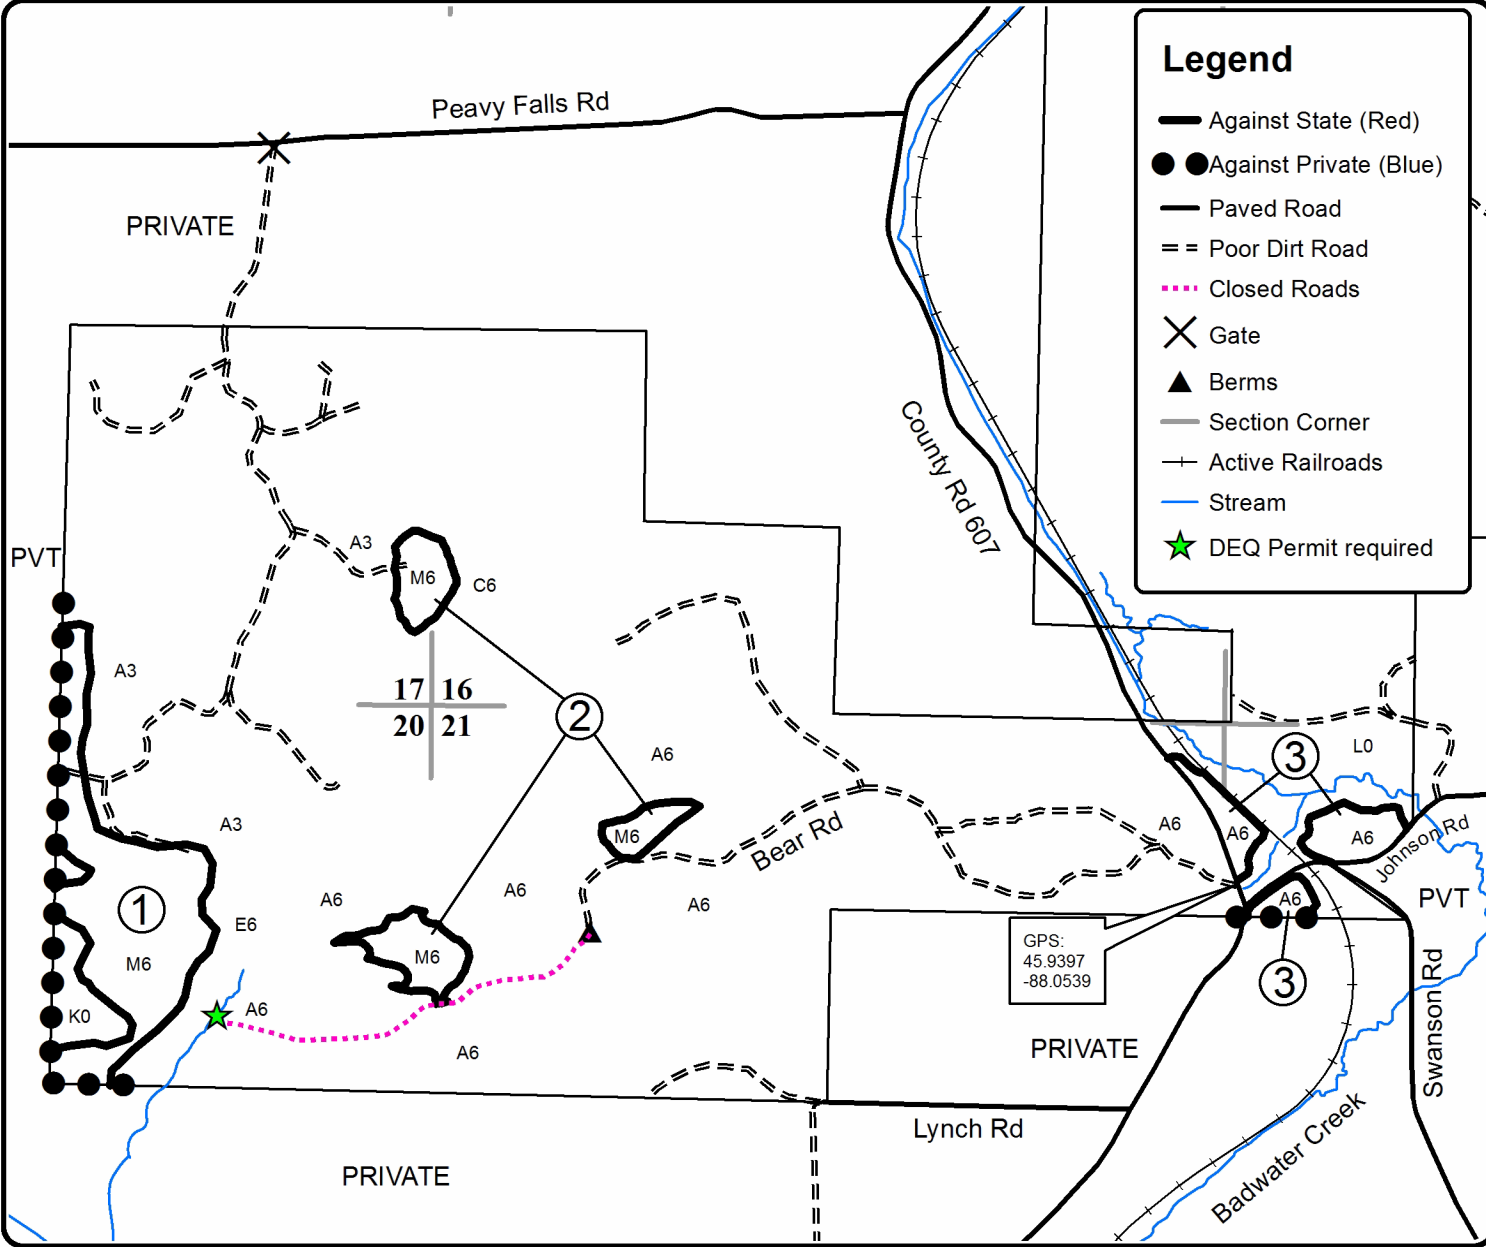 Legend
Against State (Red)
Against Private (Blue)
Paved Road
Poor Dirt Road
Closed Roads
Gate
Berms
Section Corner
Active Railroads
Stream
DEQ Permit required
Peavy Falls Rd
PRIVATE
County Rd 607
PVT
A3
M6
C6
A3
17 16
20 21
2
A6
3
L0
A3
M6
Bear Rd
A6
A6
A6
Johnson Rd
1
A6
A6
A6
A6
PVT
E6
M6
M6
GPS:
45.9397
-88.0539
3
K0
A6
A6
PRIVATE
Swanson Rd
Lynch Rd
Badwater Creek
PRIVATE